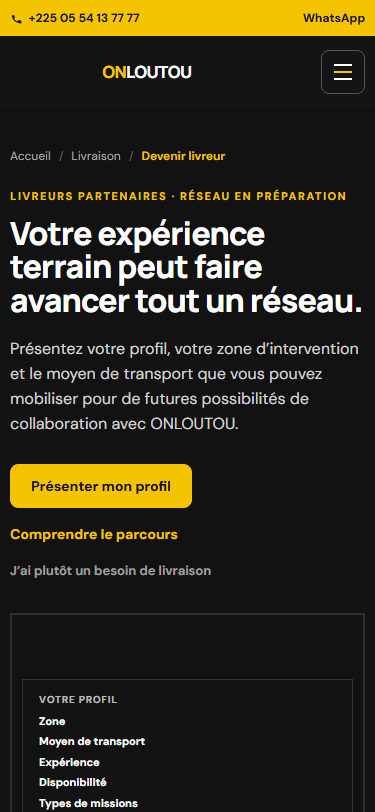 +225 05 54 13 77 77
WhatsApp
ONLOUTOU
Accueil / Livraison / Devenir livreur
LIVREURS PARTENAIRES · RÉSEAU EN PRÉPARATION
Votre expérience
terrain peut faire
avancer tout un réseau.
Présentez votre profil, votre zone d’intervention
et le moyen de transport que vous pouvez
mobiliser pour de futures possibilités de
collaboration avec ONLOUTOU.
Présenter mon profil
Comprendre le parcours
J’ai plutôt un besoin de livraison
VOTRE PROFIL
Zone
Moyen de transport
Expérience
Disponibilité
Types de missions